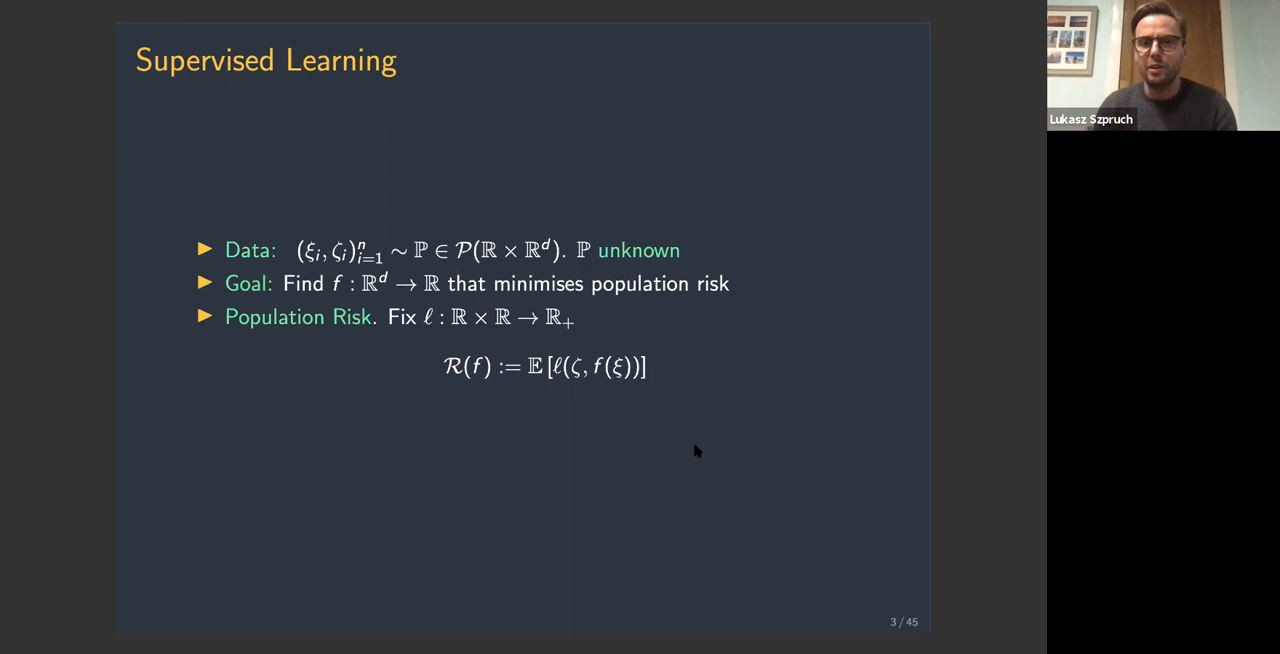 Supervised Learning
▶ Data: (ξᵢ, ζᵢ)ⁿᵢ₌₁ ∼ ℙ ∈ 𝒫(ℝ × ℝᵈ). ℙ unknown
▶ Goal: Find f : ℝᵈ → ℝ that minimises population risk
▶ Population Risk. Fix ℓ : ℝ × ℝ → ℝ₊
ℛ(f) := 𝔼 [ℓ(ζ, f(ξ))]
3 / 45
Lukasz Szpruch